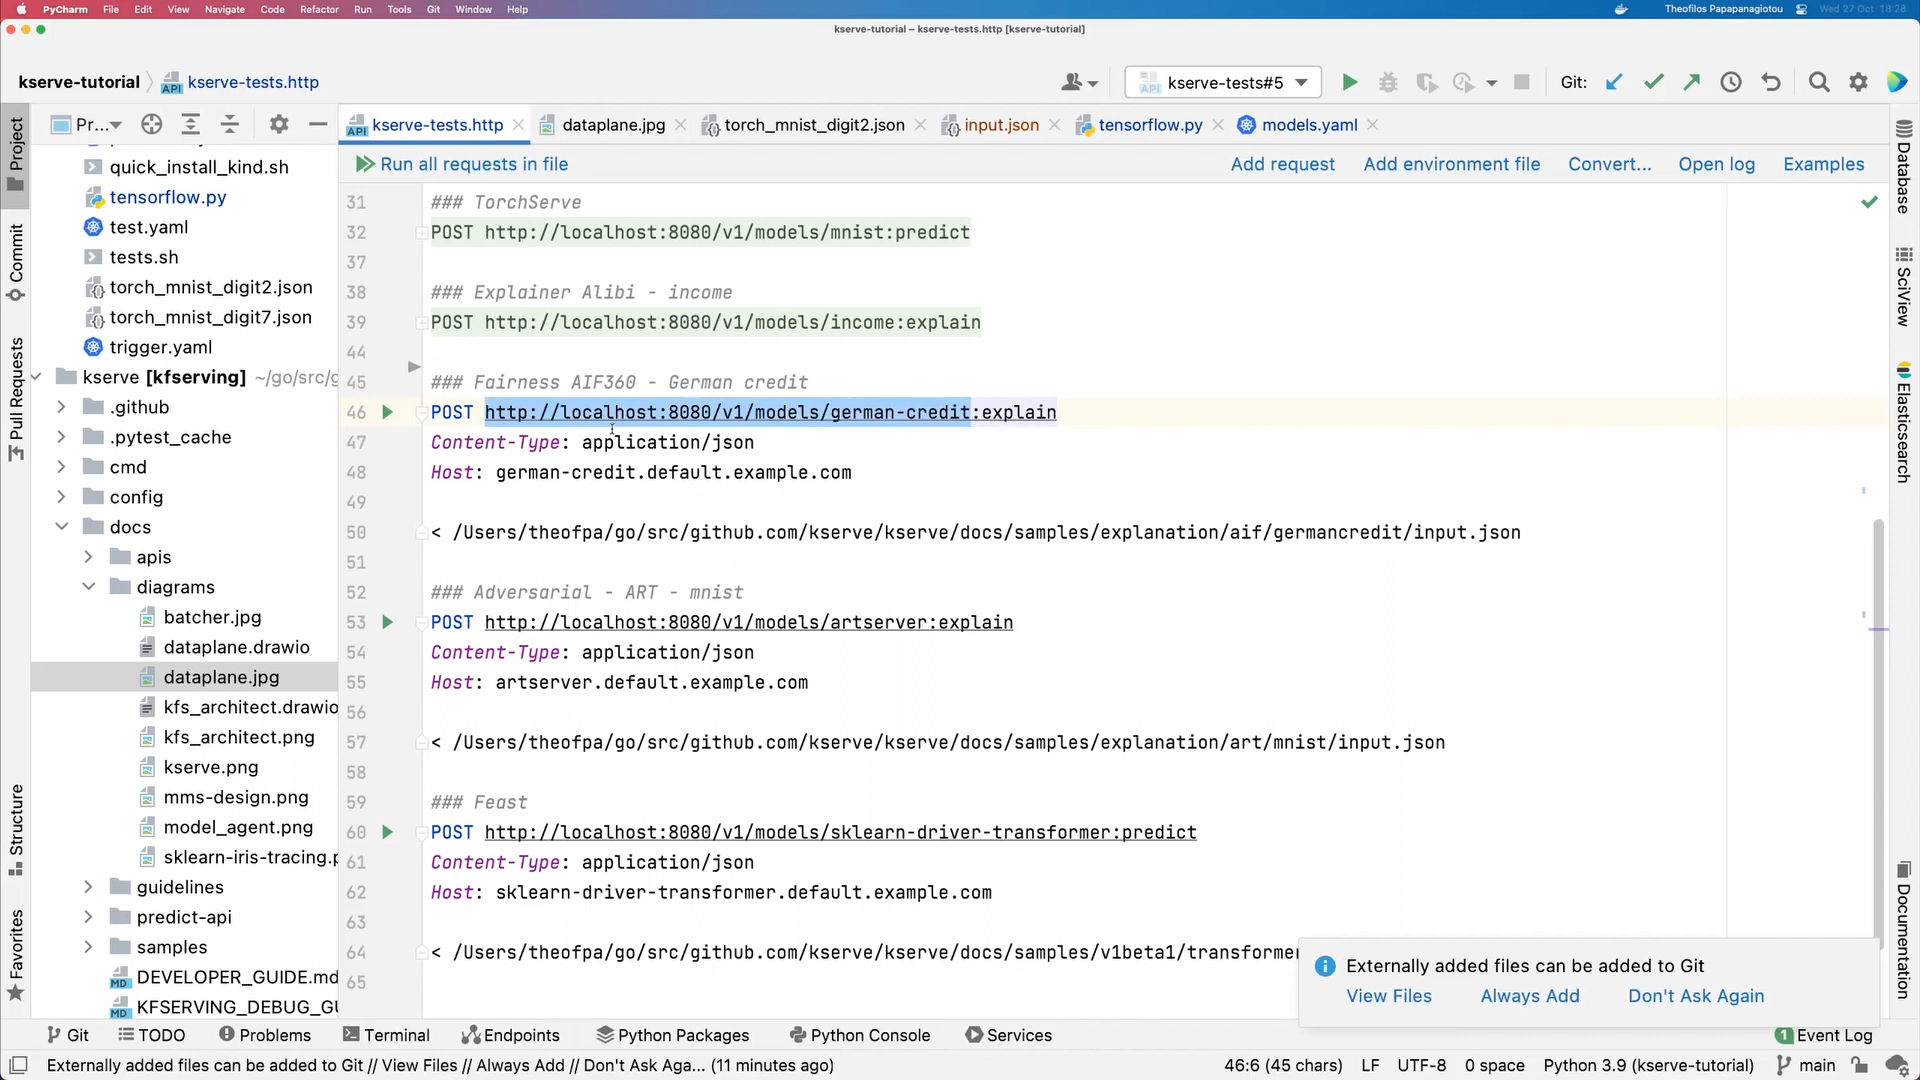 PyCharm File Edit View Navigate Code Refactor Run Tools Git Window Help Theofilos Papapanagiotou Wed 27 Oct 18:28
kserve-tutorial – kserve-tests.http [kserve-tutorial]
kserve-tutorial kserve-tests.http kserve-tests#5 Git:
Pr... kserve-tests.http dataplane.jpg torch_mnist_digit2.json input.json tensorflow.py models.yaml
Run all requests in file Add request Add environment file Convert... Open log Examples
Project
Commit
Pull Requests
Structure
Favorites
quick_install_kind.sh
tensorflow.py
test.yaml
tests.sh
torch_mnist_digit2.json
torch_mnist_digit7.json
trigger.yaml
kserve [kfserving] ~/go/src/g
.github
.pytest_cache
cmd
config
docs
apis
diagrams
batcher.jpg
dataplane.drawio
dataplane.jpg
kfs_architect.drawio
kfs_architect.png
kserve.png
mms-design.png
model_agent.png
sklearn-iris-tracing.p
guidelines
predict-api
samples
DEVELOPER_GUIDE.md
KFSERVING_DEBUG_GU
31 ### TorchServe
32 POST http://localhost:8080/v1/models/mnist:predict
37
38 ### Explainer Alibi - income
39 POST http://localhost:8080/v1/models/income:explain
44
45 ### Fairness AIF360 - German credit
46 POST http://localhost:8080/v1/models/german-credit:explain
47 Content-Type: application/json
48 Host: german-credit.default.example.com
49
50 < /Users/theofpa/go/src/github.com/kserve/kserve/docs/samples/explanation/aif/germancredit/input.json
51
52 ### Adversarial - ART - mnist
53 POST http://localhost:8080/v1/models/artserver:explain
54 Content-Type: application/json
55 Host: artserver.default.example.com
56
57 < /Users/theofpa/go/src/github.com/kserve/kserve/docs/samples/explanation/art/mnist/input.json
58
59 ### Feast
60 POST http://localhost:8080/v1/models/sklearn-driver-transformer:predict
61 Content-Type: application/json
62 Host: sklearn-driver-transformer.default.example.com
63
64 < /Users/theofpa/go/src/github.com/kserve/kserve/docs/samples/v1beta1/transformer
65
Database
SciView
Elasticsearch
Documentation
Externally added files can be added to Git
View Files Always Add Don't Ask Again
Git TODO Problems Terminal Endpoints Python Packages Python Console Services 1 Event Log
Externally added files can be added to Git // View Files // Always Add // Don't Ask Aga... (11 minutes ago) 46:6 (45 chars) LF UTF-8 0 space Python 3.9 (kserve-tutorial) main